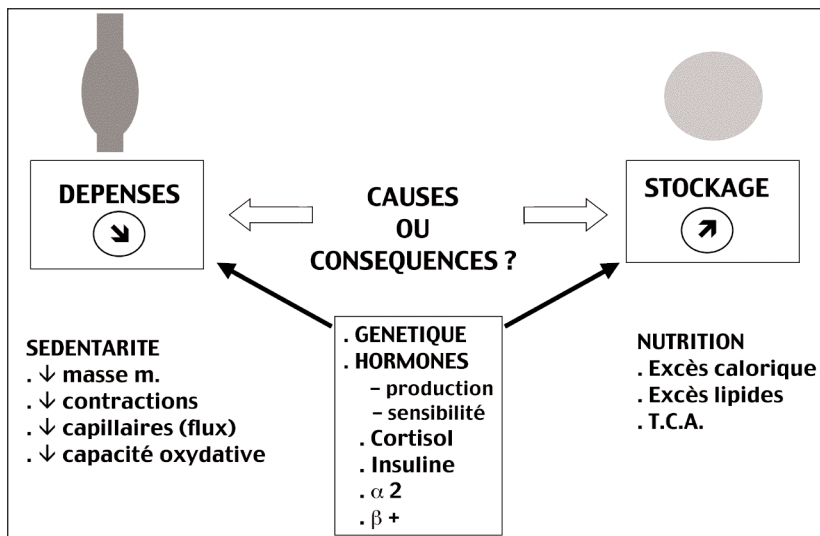 DEPENSES
➘
CAUSES
OU
CONSEQUENCES ?
STOCKAGE
➚
SEDENTARITE
. ↓ masse m.
. ↓ contractions
. ↓ capillaires (flux)
. ↓ capacité oxydative
. GENETIQUE
. HORMONES
– production
– sensibilité
. Cortisol
. Insuline
. α 2
. β +
NUTRITION
. Excès calorique
. Excès lipides
. T.C.A.